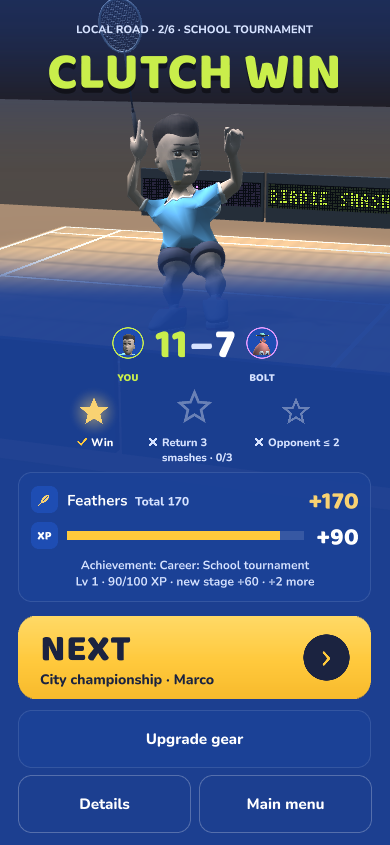 LOCAL ROAD · 2/6 · SCHOOL TOURNAMENT
CLUTCH WIN
BIRDIE SMASH
11–7
YOU
BOLT
Win
Return 3
smashes · 0/3
Opponent ≤ 2
Feathers Total 170
+170
XP
+90
Achievement: Career: School tournament
Lv 1 · 90/100 XP · new stage +60 · +2 more
NEXT
City championship · Marco
Upgrade gear
Details
Main menu